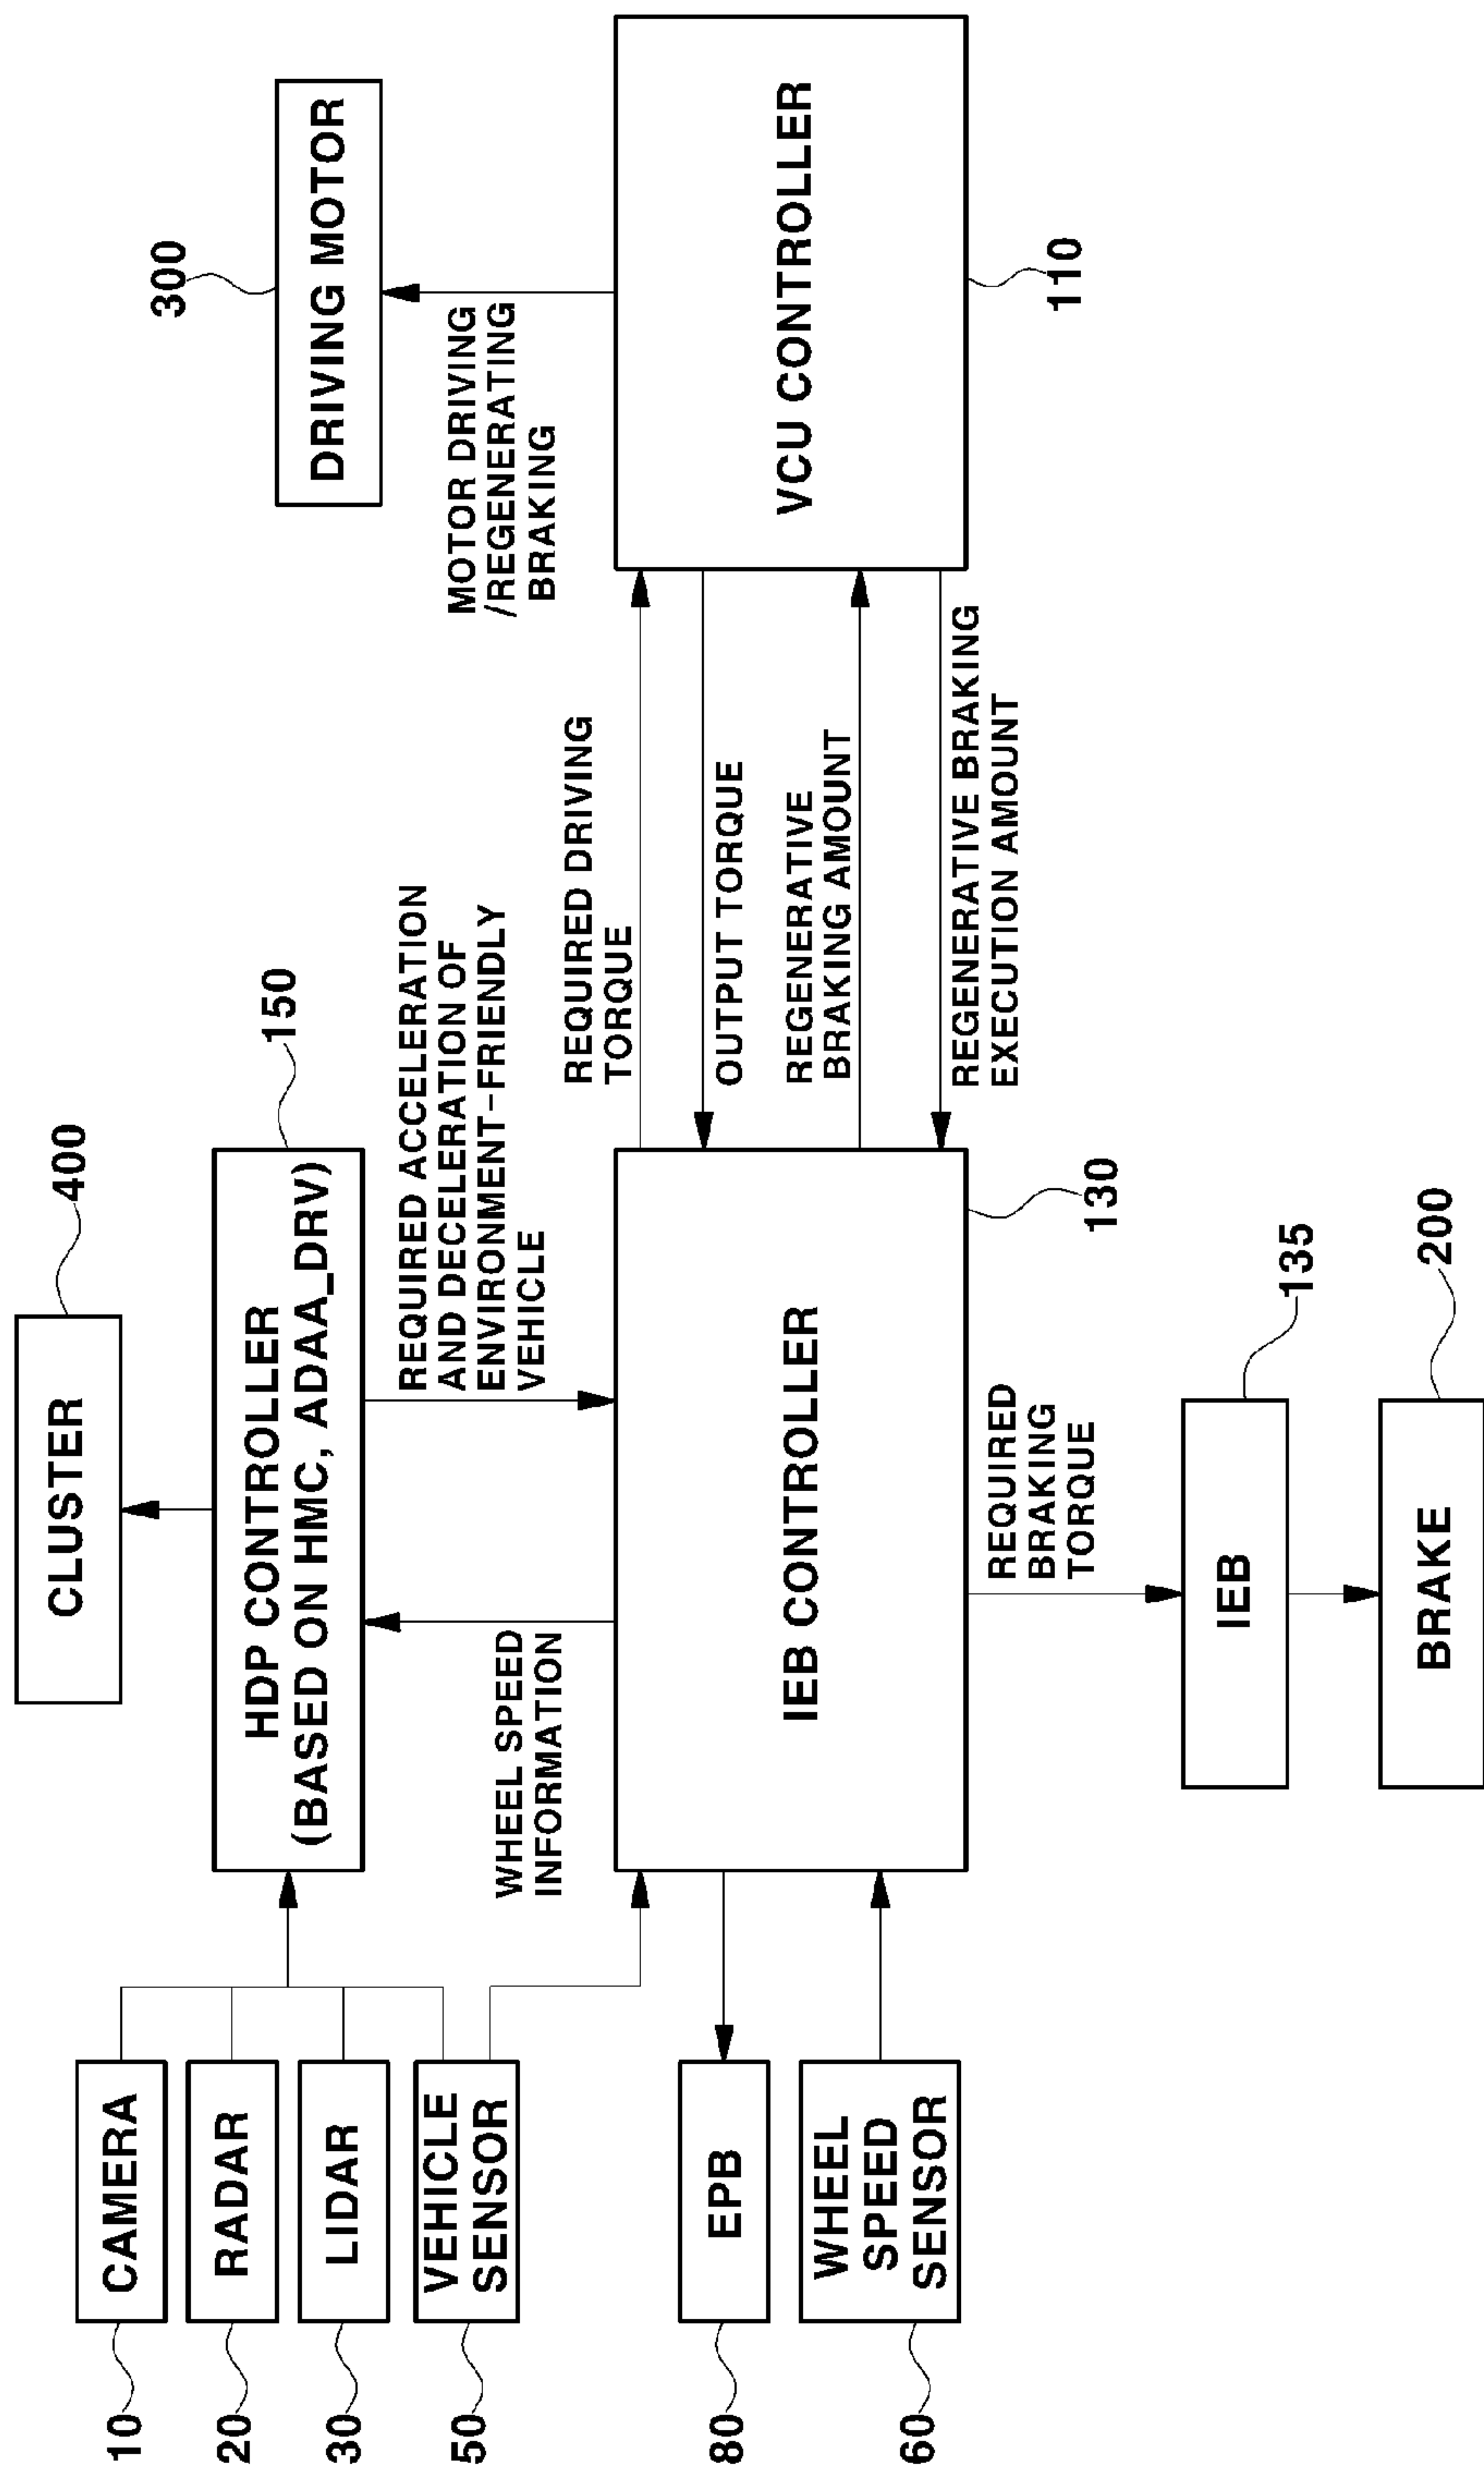 400
CLUSTER
150
HDP CONTROLLER
(BASED ON HMC, ADAA_DRV)
300
DRIVING MOTOR
10
CAMERA
20
RADAR
30
LIDAR
50
VEHICLE
SENSOR
WHEEL SPEED
INFORMATION
REQUIRED ACCELERATION
AND DECELERATION OF
ENVIRONMENT-FRIENDLY
VEHICLE
MOTOR DRIVING
/REGENERATING
BRAKING
REQUIRED DRIVING
TORQUE
OUTPUT TORQUE
REGENERATIVE
BRAKING AMOUNT
REGENERATIVE BRAKING
EXECUTION AMOUNT
80
EPB
60
WHEEL
SPEED
SENSOR
IEB CONTROLLER
130
VCU CONTROLLER
110
REQUIRED
BRAKING
TORQUE
IEB
135
BRAKE
200